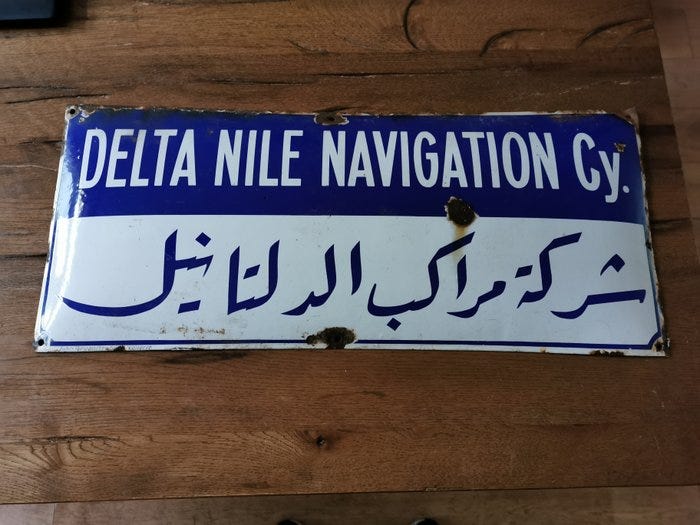 DELTA NILE NAVIGATION Cy.
شركة مراكب الدلتا نيل